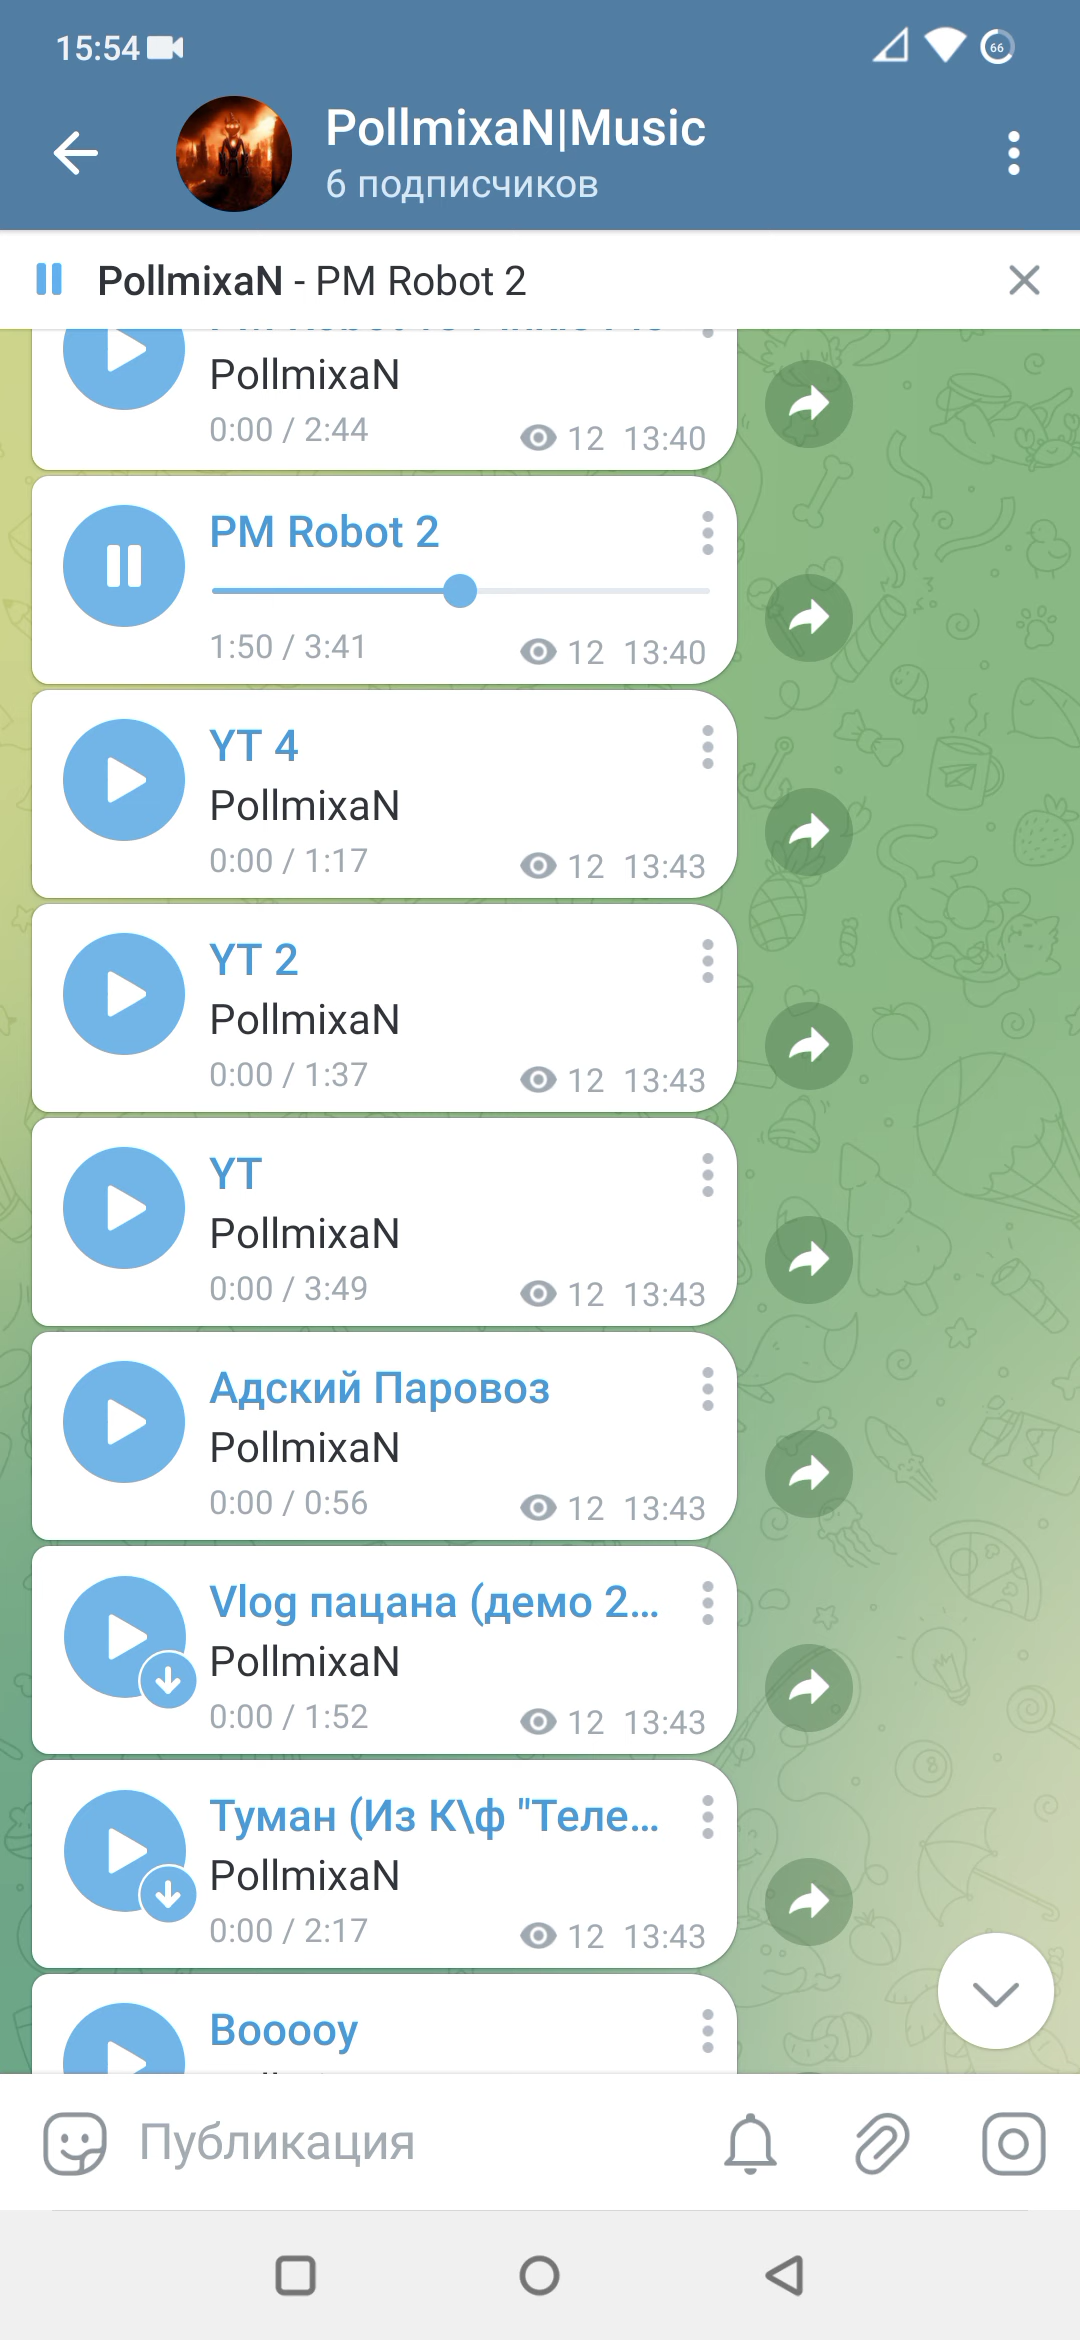 15:54
66
PollmixaN|Music
6 подписчиков
PollmixaN - PM Robot 2
PollmixaN
0:00 / 2:44
12 13:40
PM Robot 2
1:50 / 3:41
12 13:40
YT 4
PollmixaN
0:00 / 1:17
12 13:43
YT 2
PollmixaN
0:00 / 1:37
12 13:43
YT
PollmixaN
0:00 / 3:49
12 13:43
Адский Паровоз
PollmixaN
0:00 / 0:56
12 13:43
Vlog пацана (демо 2...
PollmixaN
0:00 / 1:52
12 13:43
Туман (Из К\ф "Теле...
PollmixaN
0:00 / 2:17
12 13:43
Booooy
Публикация